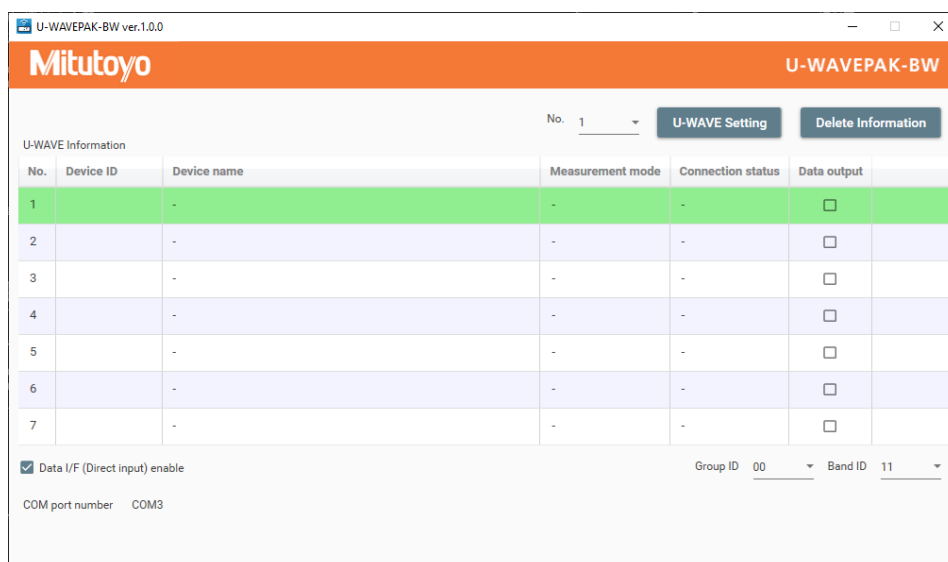 U-WAVEPAK-BW ver.1.0.0
Mitutoyo U-WAVEPAK-BW
No. 1 U-WAVE Setting Delete Information
U-WAVE Information
No. Device ID Device name Measurement mode Connection status Data output
1 - - -
2 - - -
3 - - -
4 - - -
5 - - -
6 - - -
7 - - -
Data I/F (Direct input) enable Group ID 00 Band ID 11
COM port number COM3